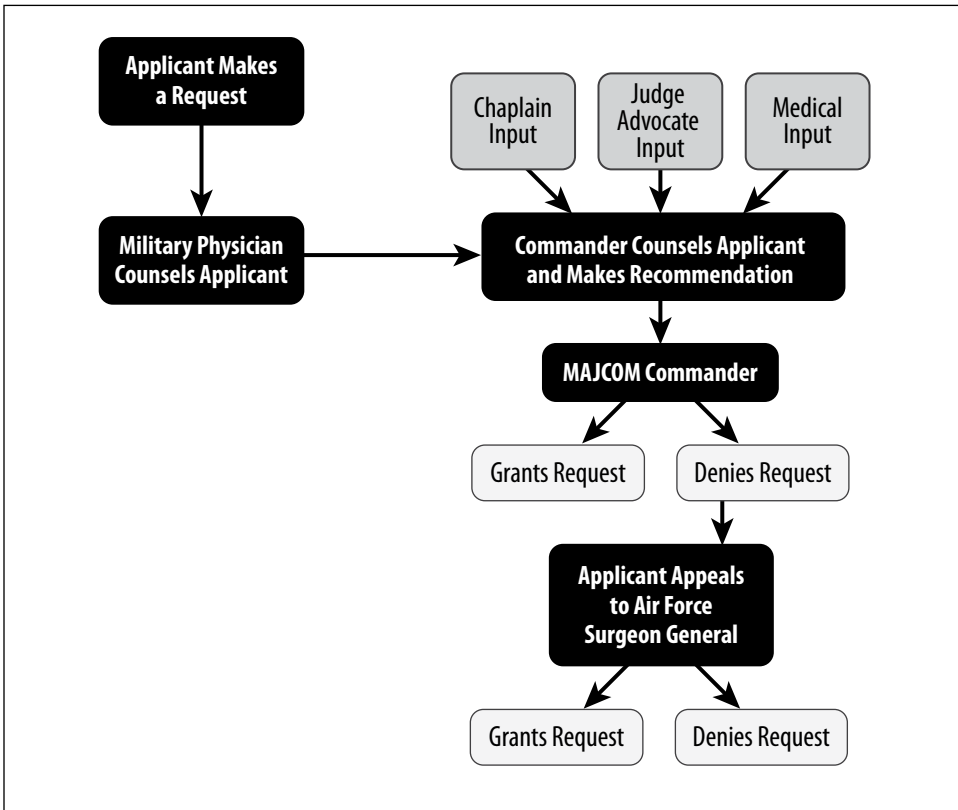 Applicant Makes
a Request
Chaplain
Input
Judge
Advocate
Input
Medical
Input
Military Physician
Counsels Applicant
Commander Counsels Applicant
and Makes Recommendation
MAJCOM Commander
Grants Request
Denies Request
Applicant Appeals
to Air Force
Surgeon General
Grants Request
Denies Request